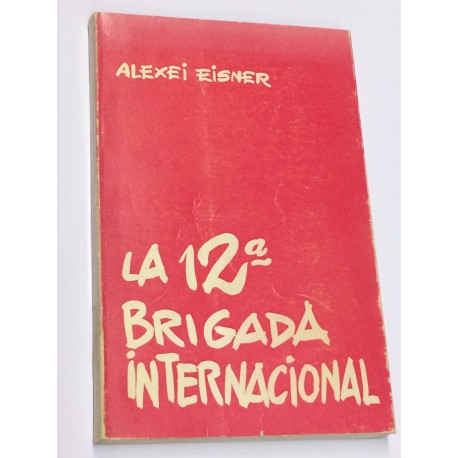 ALEXEI EISNER
LA 12ª
BRIGADA
INTERNACIONAL